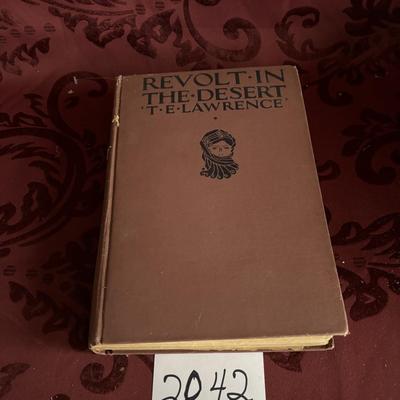 REVOLT·IN
THE·DESERT
T·E·LAWRENCE
2042